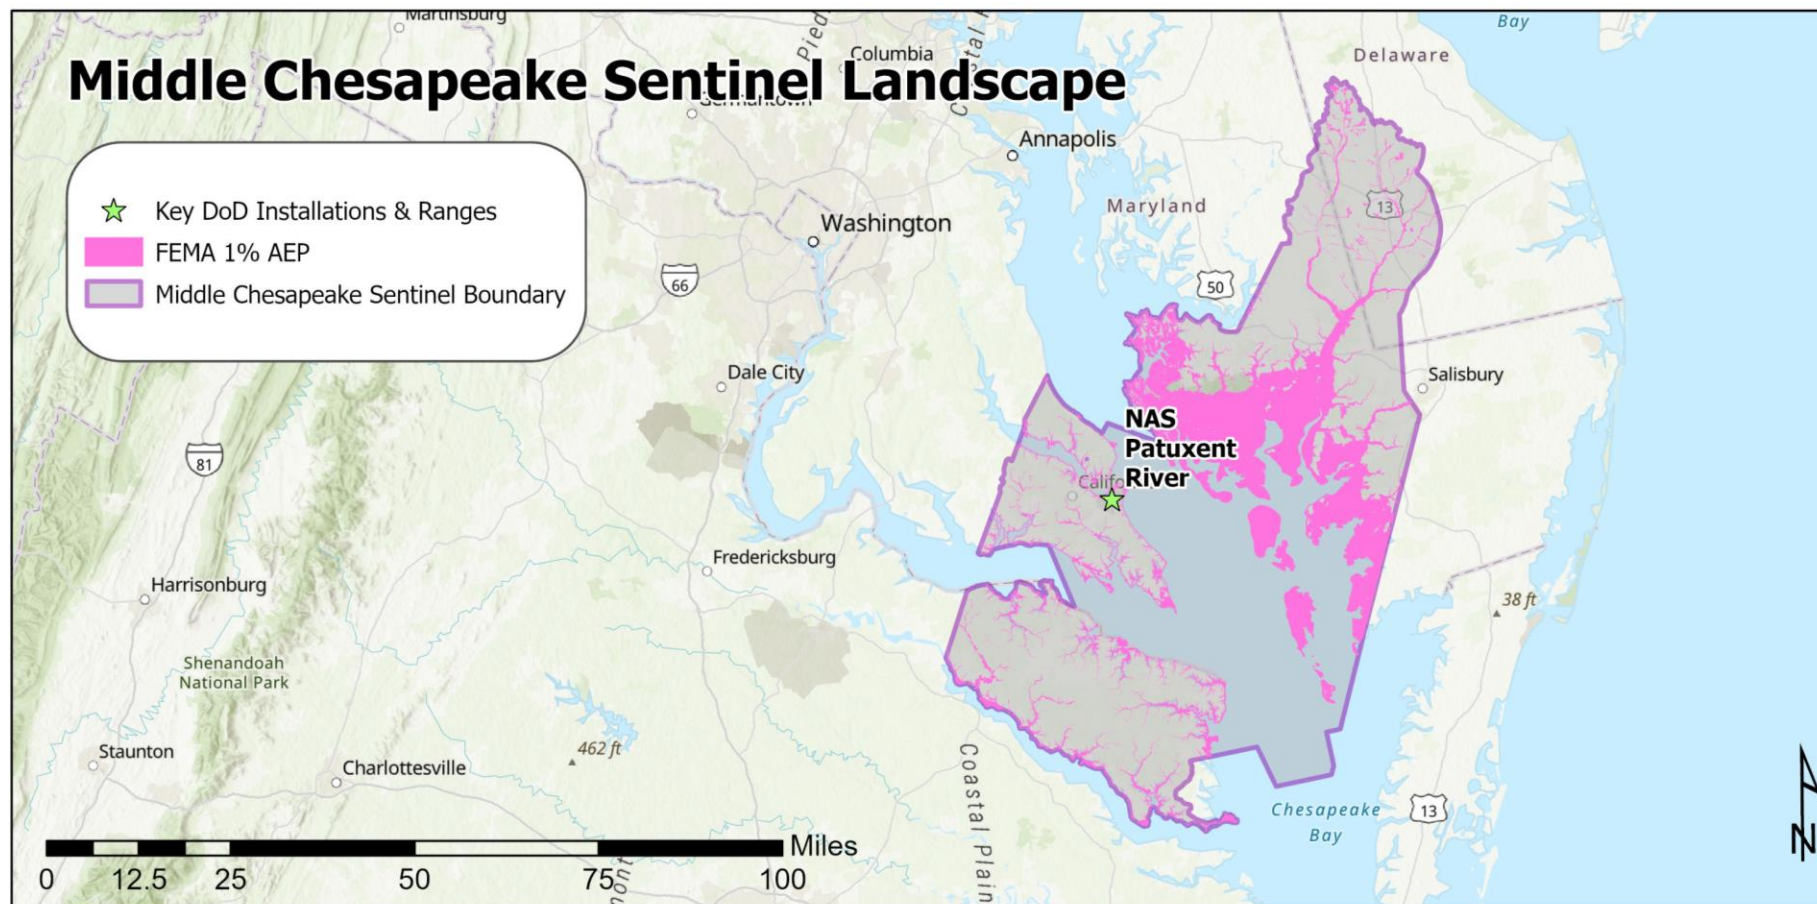 Martinsburg
Bay
Delaware
Columbia
Middle Chesapeake Sentinel Landscape
Germantown
Annapolis
Key DoD Installations & Ranges
FEMA 1% AEP
Middle Chesapeake Sentinel Boundary
Maryland
13
Washington
66
50
Dale City
Salisbury
NAS
Patuxent
River
81
Califo
Fredericksburg
Harrisonburg
38 ft
Shenandoah
National Park
Staunton
462 ft
Charlottesville
Coastal Plain
Chesapeake
Bay
13
Miles
0 12.5 25 50 75 100
N